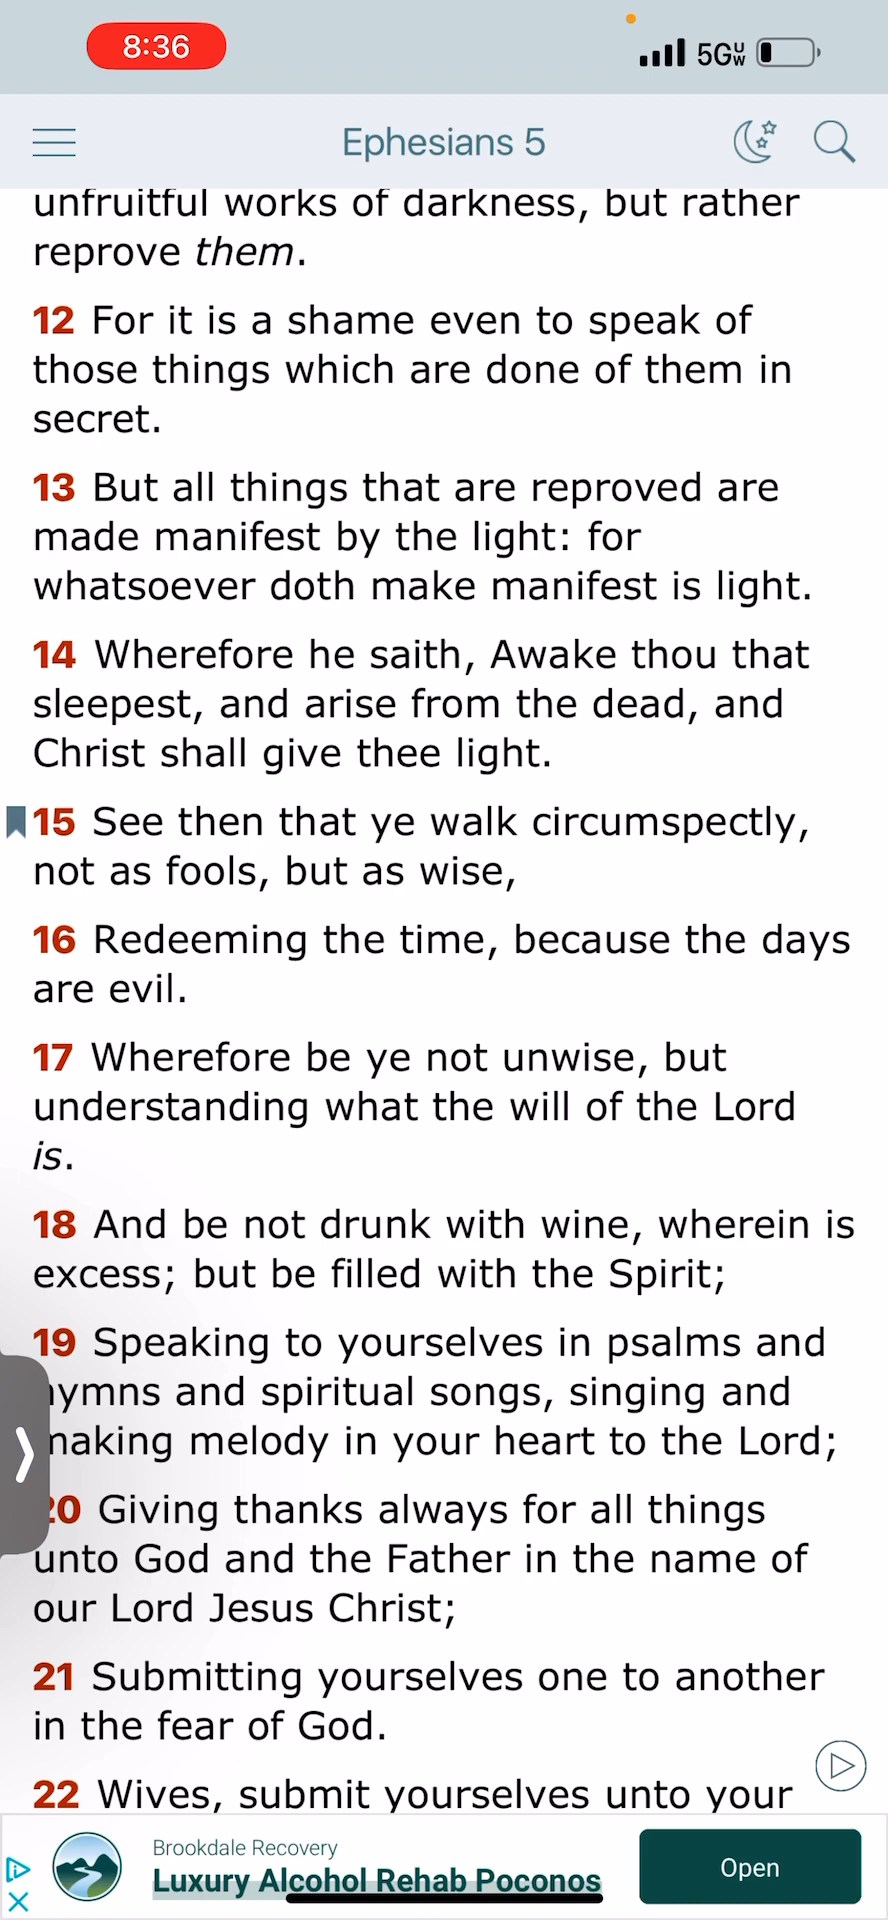 8:36
5GUW
Ephesians 5
unfruitful works of darkness, but rather
reprove them.
12 For it is a shame even to speak of
those things which are done of them in
secret.
13 But all things that are reproved are
made manifest by the light: for
whatsoever doth make manifest is light.
14 Wherefore he saith, Awake thou that
sleepest, and arise from the dead, and
Christ shall give thee light.
15 See then that ye walk circumspectly,
not as fools, but as wise,
16 Redeeming the time, because the days
are evil.
17 Wherefore be ye not unwise, but
understanding what the will of the Lord
is.
18 And be not drunk with wine, wherein is
excess; but be filled with the Spirit;
19 Speaking to yourselves in psalms and
hymns and spiritual songs, singing and
making melody in your heart to the Lord;
20 Giving thanks always for all things
unto God and the Father in the name of
our Lord Jesus Christ;
21 Submitting yourselves one to another
in the fear of God.
22 Wives, submit yourselves unto your
Brookdale Recovery
Luxury Alcohol Rehab Poconos
Open